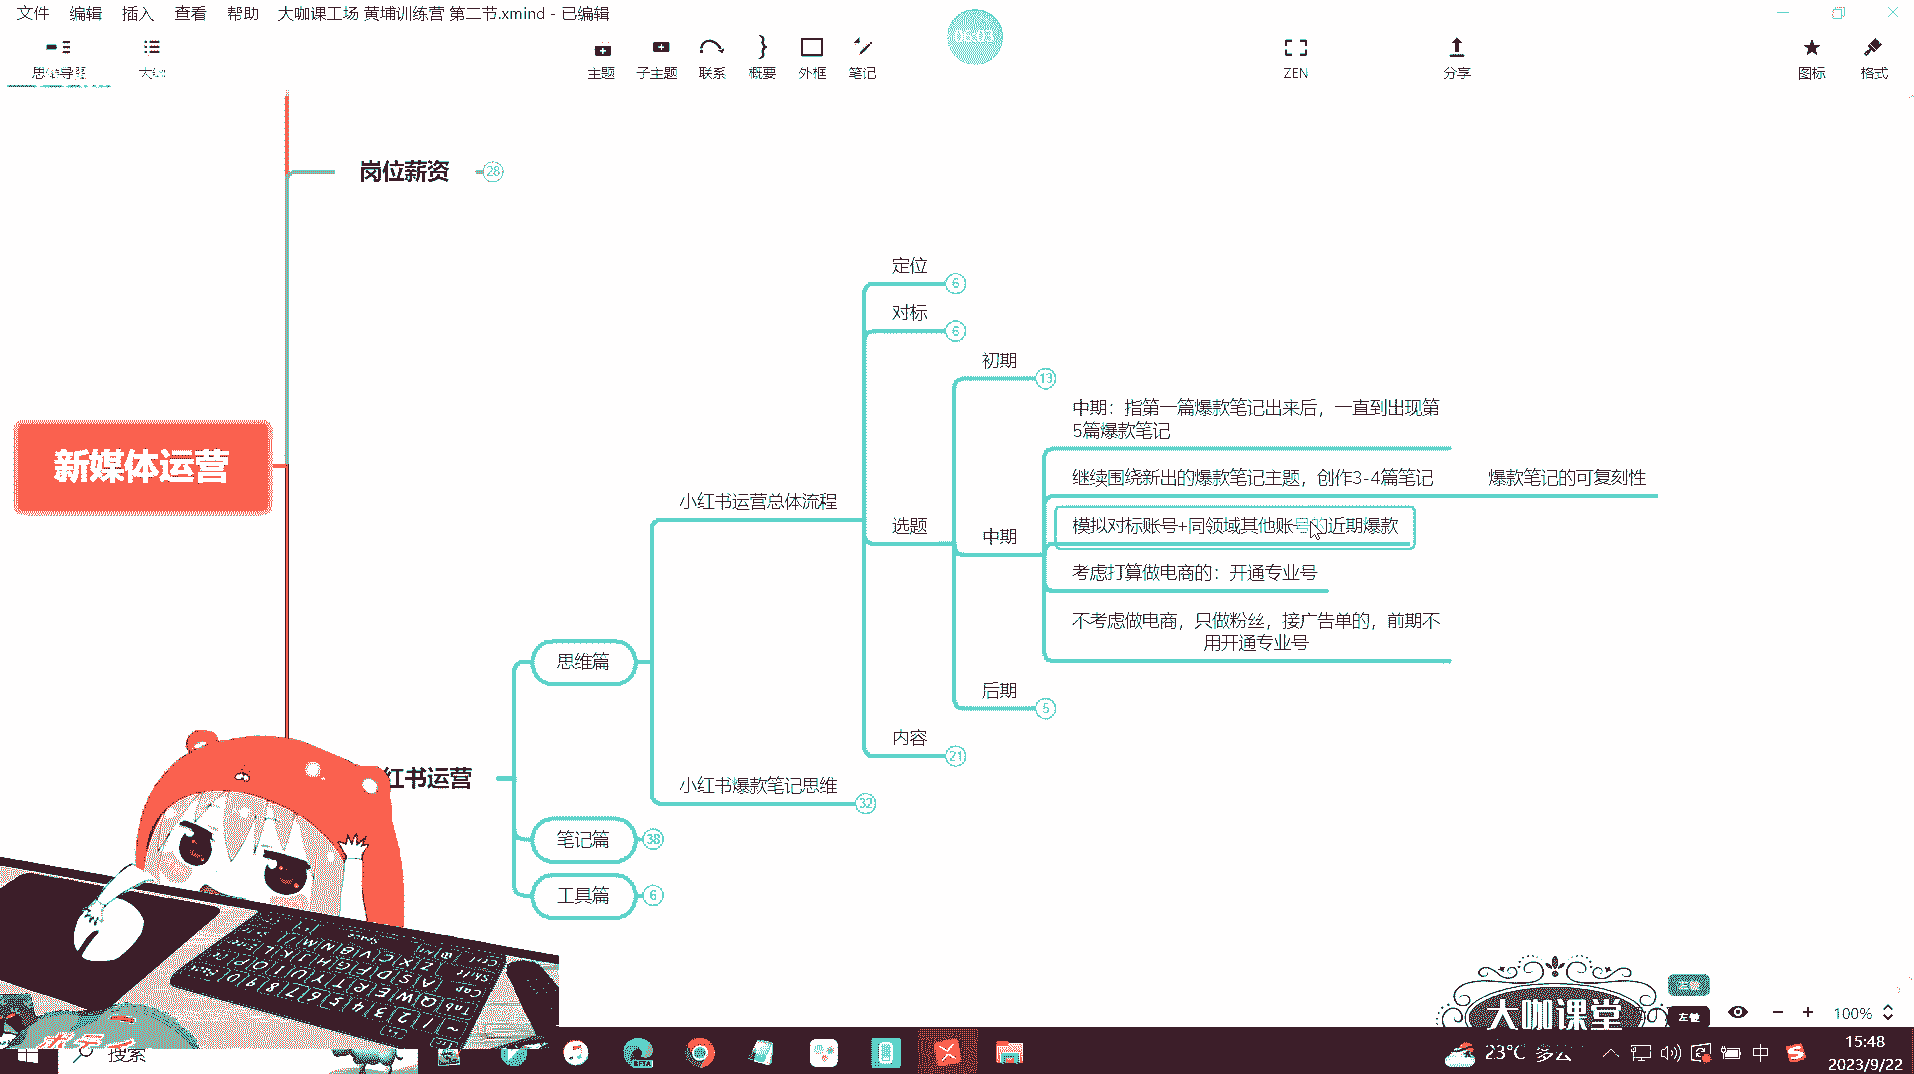 文件 编辑 插入 查看 帮助 大咖课工场 黄埔训练营 第二节.xmind - 已编辑
06:03
思维导图 大纲 主题 子主题 联系 概要 外框 笔记 ZEN 分享 图标 格式
岗位薪资 28
定位 6
对标 6
初期 13
中期：指第一篇爆款笔记出来后，一直到出现第
5篇爆款笔记
继续围绕新出的爆款笔记主题，创作3-4篇笔记 爆款笔记的可复刻性
新媒体运营
小红书运营总体流程
选题
中期
模拟对标账号+同领域其他账号的近期爆款
考虑打算做电商的：开通专业号
不考虑做电商，只做粉丝，接广告单的，前期不
用开通专业号
思维篇
后期 5
内容 21
红书运营
小红书爆款笔记思维 32
笔记篇 38
工具篇 6
大咖课堂
左键
100%
搜索
BETA
23°C 多云
中
15:48
2023/9/22